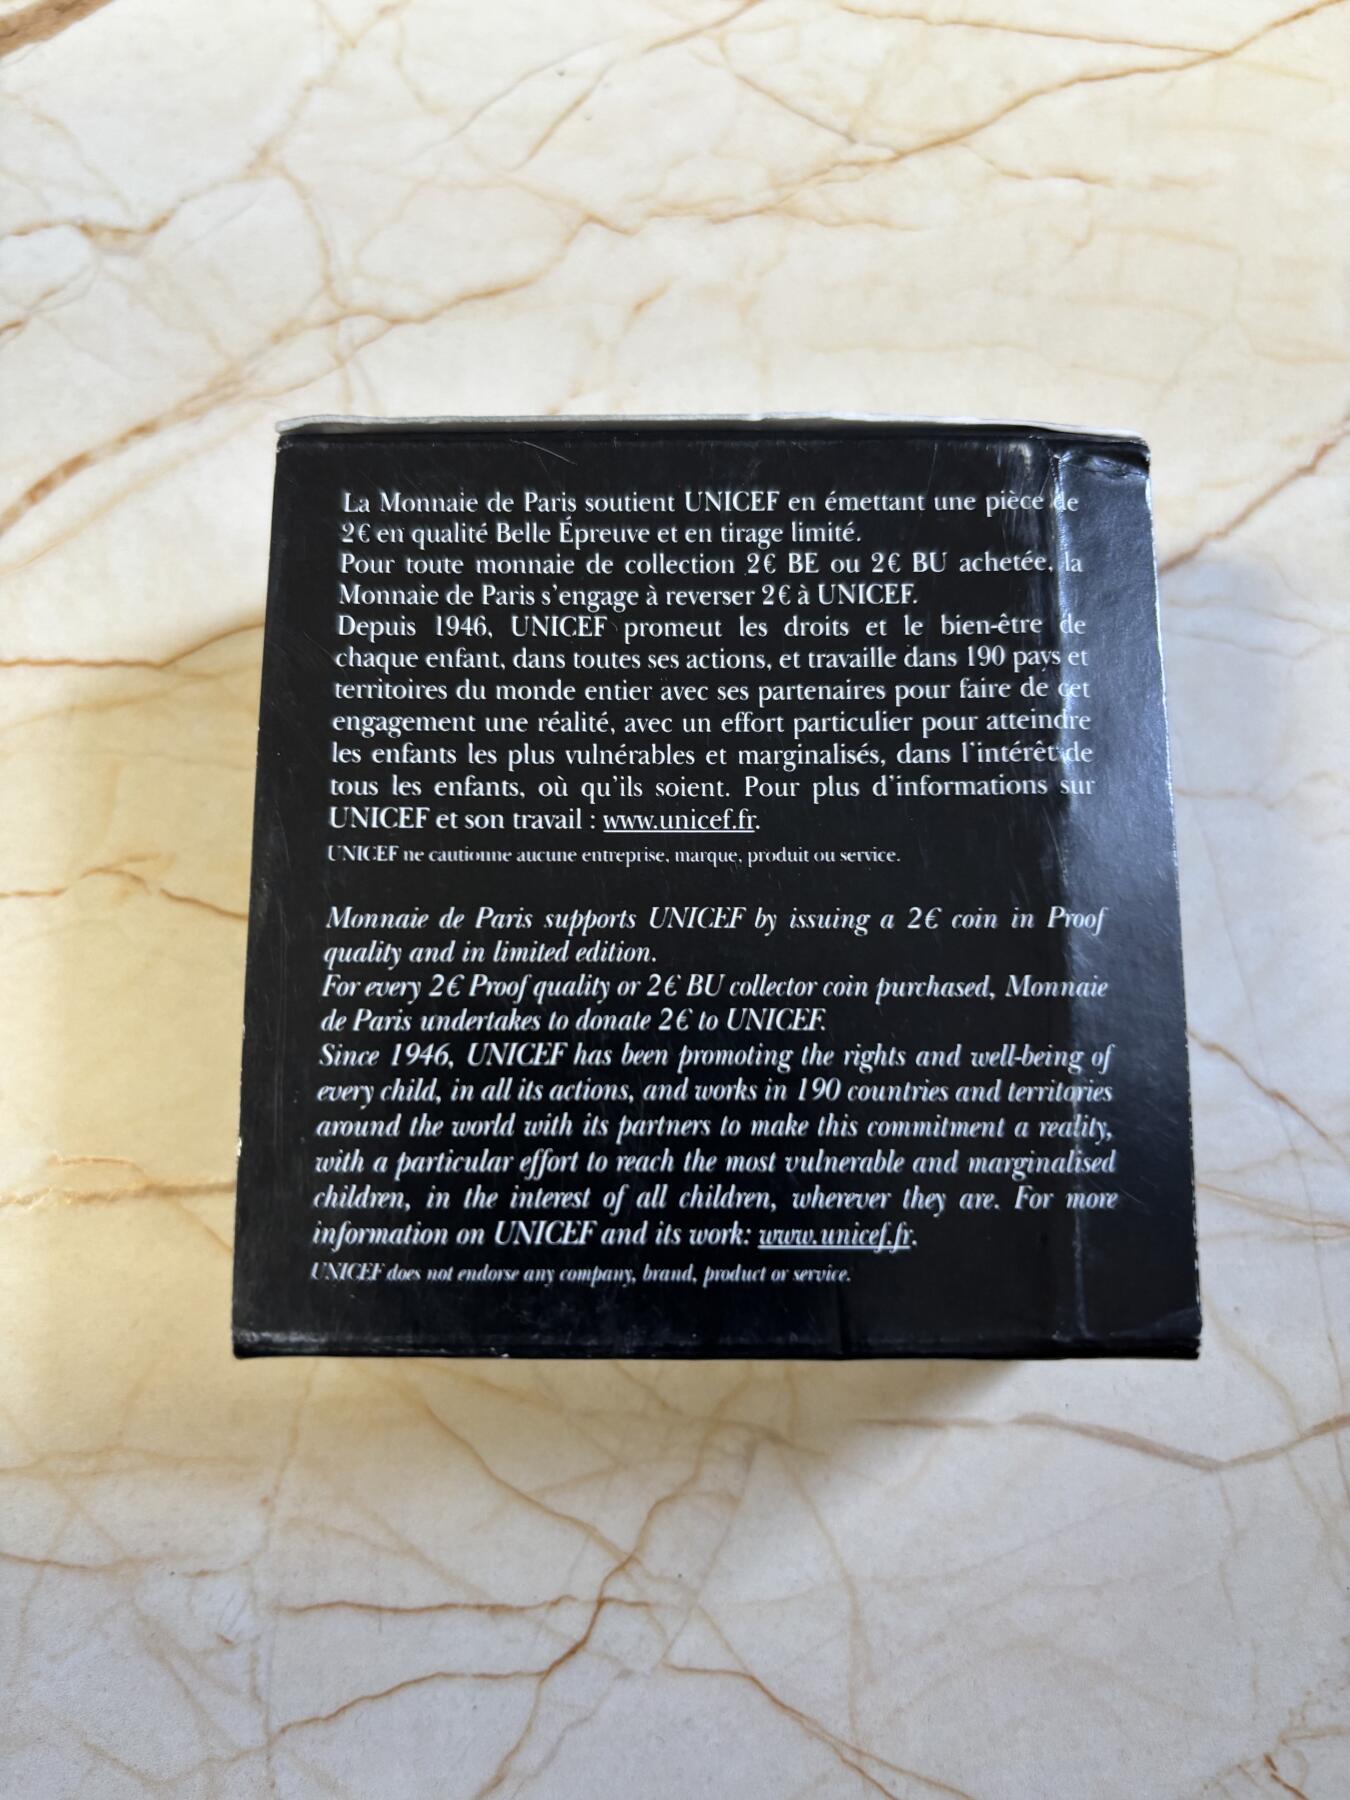 La Monnaie de Paris soutient UNICEF en émettant une pièce de
2€ en qualité Belle Épreuve et en tirage limité.
Pour toute monnaie de collection 2€ BE ou 2€ BU achetée, la
Monnaie de Paris s'engage à reverser 2€ à UNICEF.
Depuis 1946, UNICEF promeut les droits et le bien-être de
chaque enfant, dans toutes ses actions, et travaille dans 190 pays et
territoires du monde entier avec ses partenaires pour faire de cet
engagement une réalité, avec un effort particulier pour atteindre
les enfants les plus vulnérables et marginalisés, dans l'intérêt de
tous les enfants, où qu'ils soient. Pour plus d'informations sur
UNICEF et son travail : www.unicef.fr.
UNICEF ne cautionne aucune entreprise, marque, produit ou service.
Monnaie de Paris supports UNICEF by issuing a 2€ coin in Proof
quality and in limited edition.
For every 2€ Proof quality or 2€ BU collector coin purchased, Monnaie
de Paris undertakes to donate 2€ to UNICEF.
Since 1946, UNICEF has been promoting the rights and well-being of
every child, in all its actions, and works in 190 countries and territories
around the world with its partners to make this commitment a reality,
with a particular effort to reach the most vulnerable and marginalised
children, in the interest of all children, wherever they are. For more
information on UNICEF and its work: www.unicef.fr.
UNICEF does not endorse any company, brand, product or service.